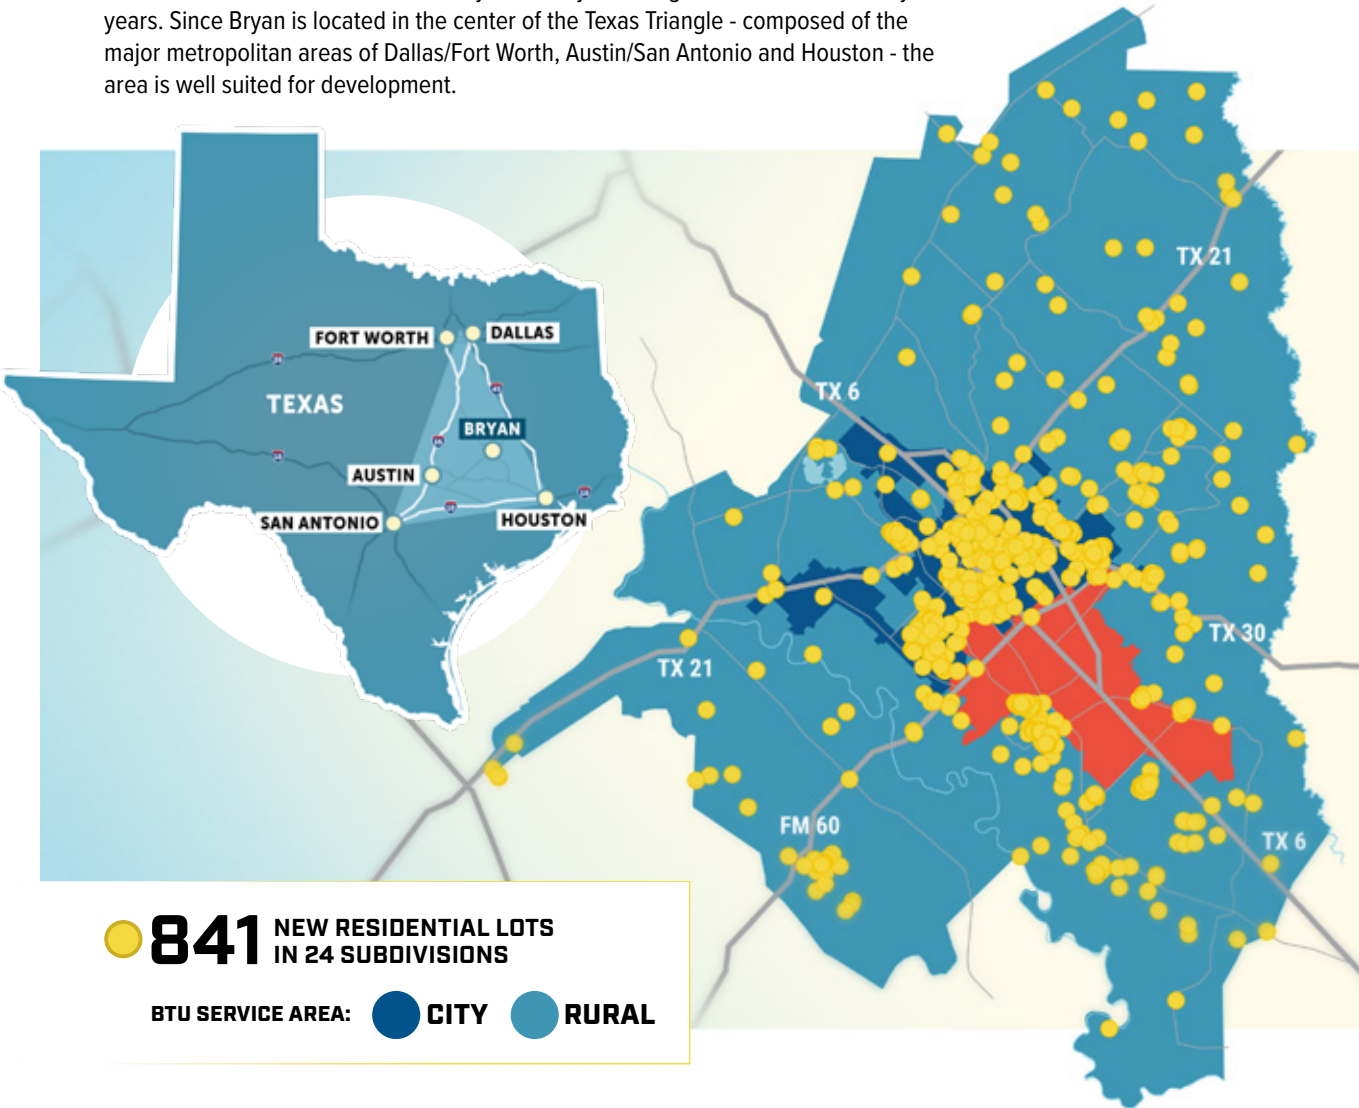 years. Since Bryan is located in the center of the Texas Triangle - composed of the
major metropolitan areas of Dallas/Fort Worth, Austin/San Antonio and Houston - the
area is well suited for development.
TX 21
FORT WORTH
DALLAS
TEXAS
TX 6
BRYAN
AUSTIN
SAN ANTONIO
HOUSTON
TX 30
TX 21
FM 60
TX 6
841 NEW RESIDENTIAL LOTS
IN 24 SUBDIVISIONS
BTU SERVICE AREA: CITY RURAL